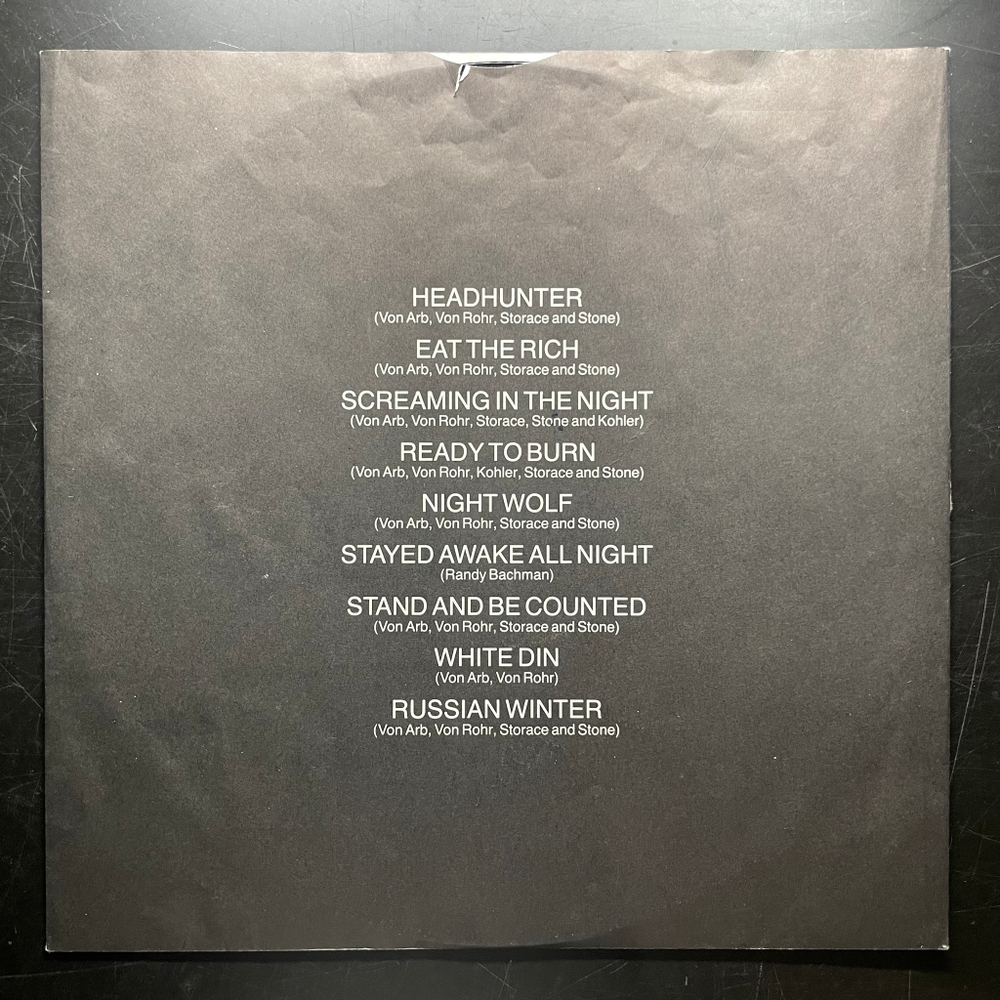 HEADHUNTER
(Von Arb, Von Rohr, Storace and Stone)
EAT THE RICH
(Von Arb, Von Rohr, Storace and Stone)
SCREAMING IN THE NIGHT
(Von Arb, Von Rohr, Storace, Stone and Kohler)
READY TO BURN
(Von Arb, Von Rohr, Kohler, Storace and Stone)
NIGHT WOLF
(Von Arb, Von Rohr, Storace and Stone)
STAYED AWAKE ALL NIGHT
(Randy Bachman)
STAND AND BE COUNTED
(Von Arb, Von Rohr, Storace and Stone)
WHITE DIN
(Von Arb, Von Rohr)
RUSSIAN WINTER
(Von Arb, Von Rohr, Storace and Stone)